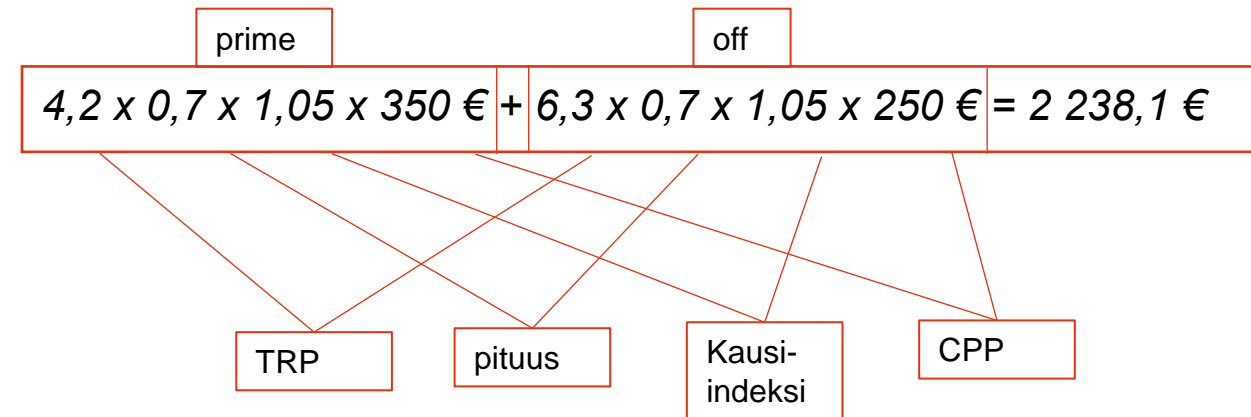 prime
off
4,2 x 0,7 x 1,05 x 350 € + 6,3 x 0,7 x 1,05 x 250 € = 2 238,1 €
TRP
pituus
Kausi-
indeksi
CPP